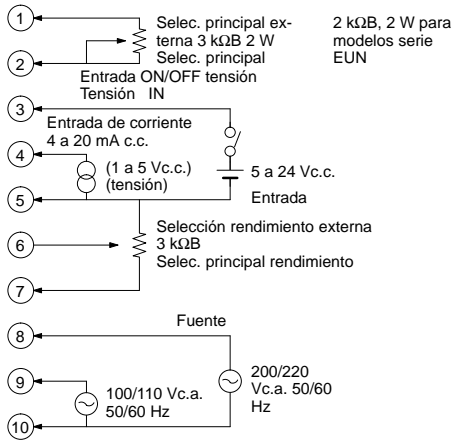 1
Selec. principal ex-
terna 3 kΩB 2 W
Selec. principal
2 kΩB, 2 W para
modelos serie
EUN
2
Entrada ON/OFF tensión
Tensión IN
3
Entrada de corriente
4 a 20 mA c.c.
4
(1 a 5 Vc.c.)
(tensión)
5 a 24 Vc.c.
5
Entrada
Selección rendimiento externa
6
3 kΩB
Selec. principal rendimiento
7
Fuente
8
200/220
Vc.a. 50/60
Hz
9
100/110 Vc.a.
50/60 Hz
10